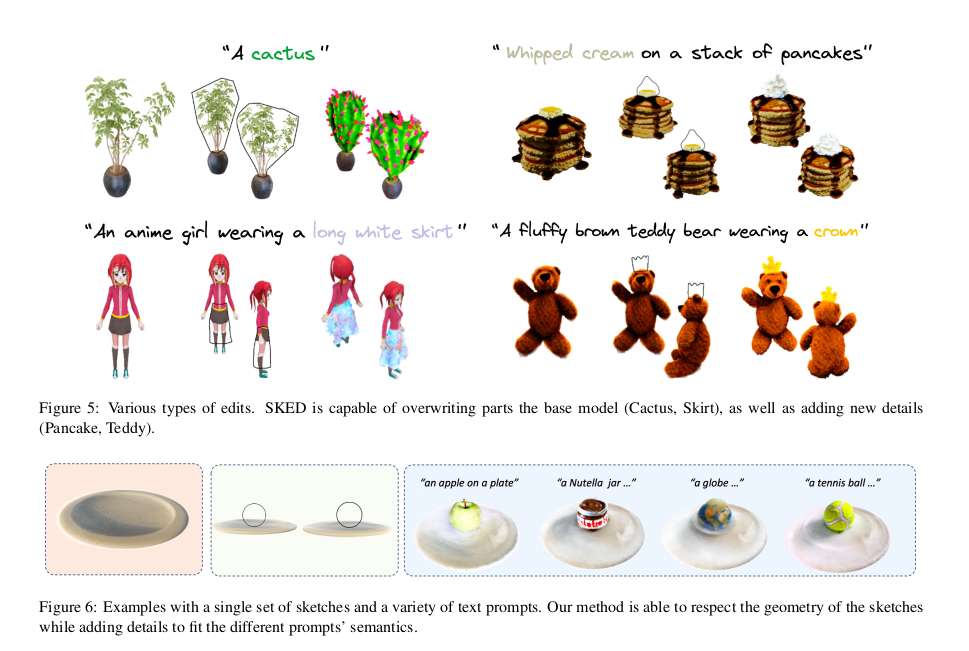 "A cactus"
"Whipped cream on a stack of pancakes"
"An anime girl wearing a long white skirt"
"A fluffy brown teddy bear wearing a crown"
Figure 5: Various types of edits. SKED is capable of overwriting parts the base model (Cactus, Skirt), as well as adding new details
(Pancake, Teddy).
"an apple on a plate"
"a Nutella jar ..."
"a globe ..."
"a tennis ball ..."
Figure 6: Examples with a single set of sketches and a variety of text prompts. Our method is able to respect the geometry of the sketches
while adding details to fit the different prompts' semantics.